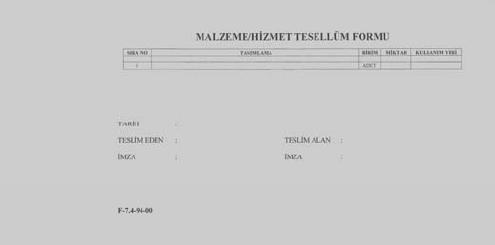 MALZEME/HİZMET TESELLÜM FORMU
SIRA NO TANIMLAMA BİRİM MİKTAR KULLANIM YERİ
1 ADET
TARİH :
TESLİM EDEN : TESLİM ALAN :
İMZA : İMZA :
F-7.4-94-00